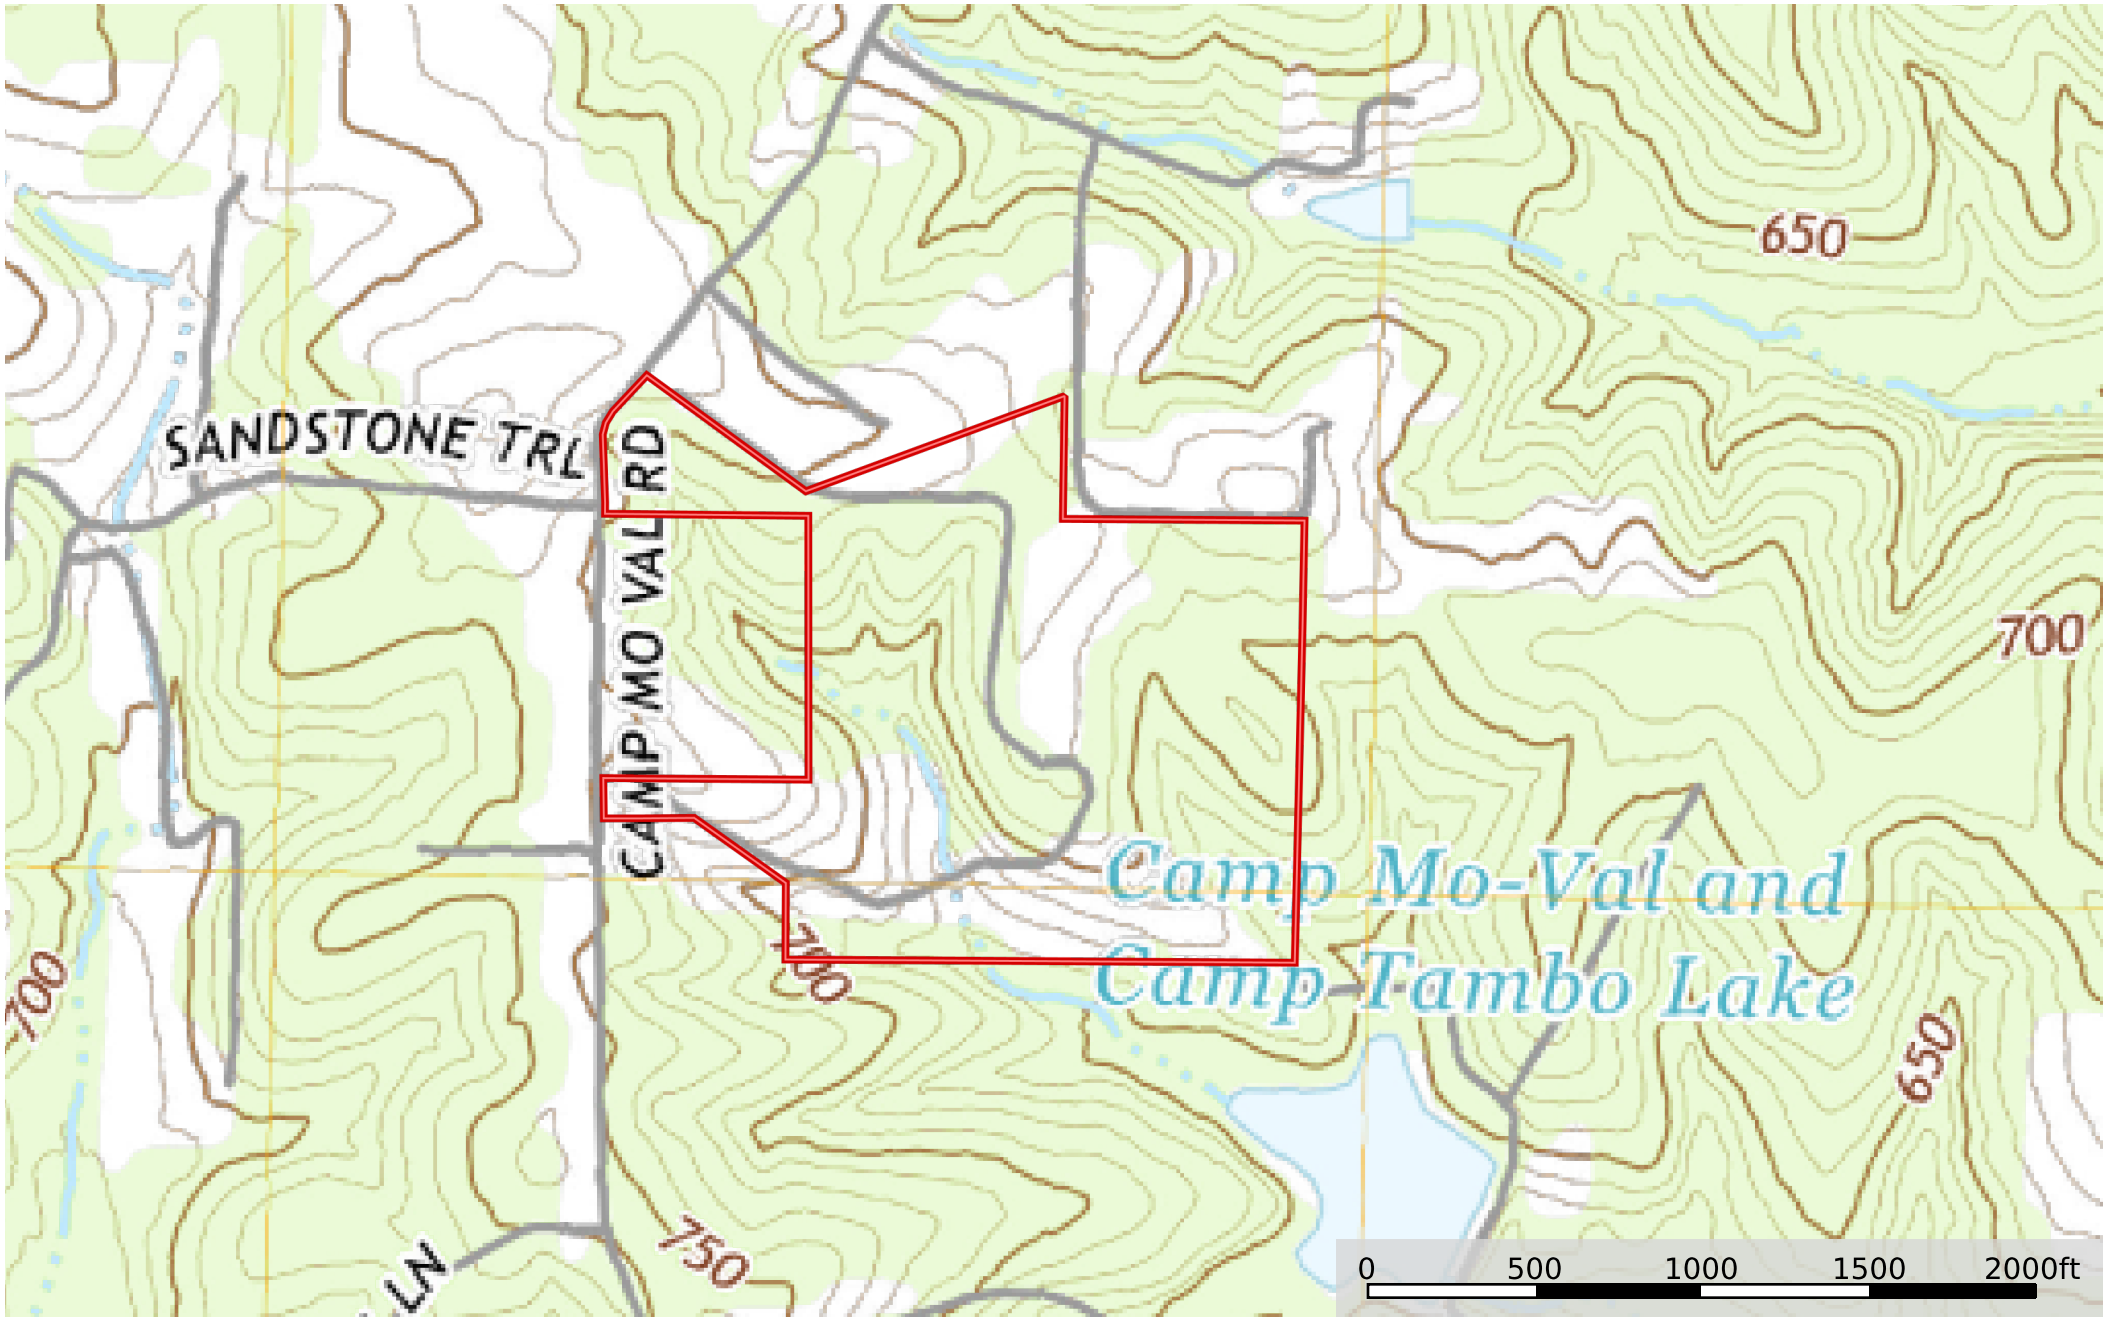 650
SANDSTONE TRL
CAMP MO VAL RD
700
Camp Mo-Val and
Camp Tambo Lake
700
700
650
750
LN
0 500 1000 1500 2000ft